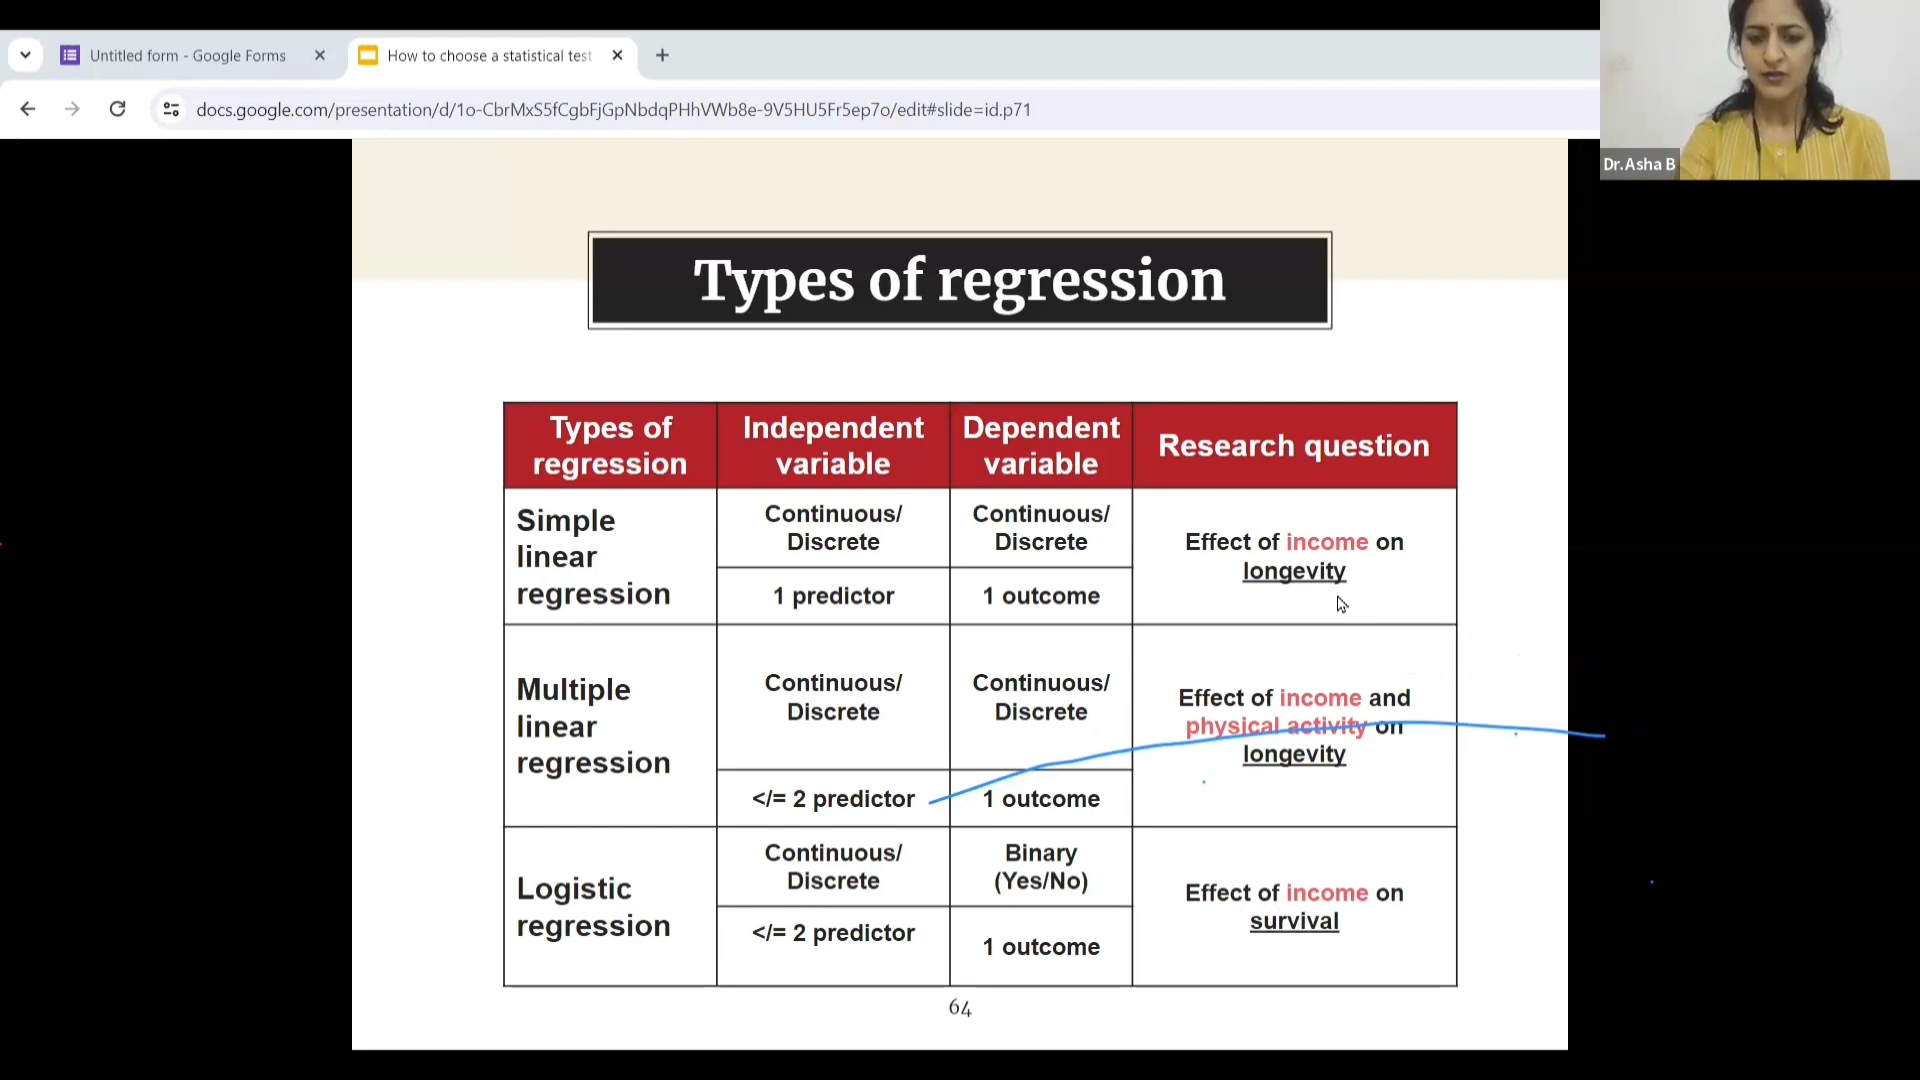 Untitled form - Google Forms
How to choose a statistical test
docs.google.com/presentation/d/1o-CbrMxS5fCgbFjGpNbdqPHhVWb8e-9V5HU5Fr5ep7o/edit#slide=id.p71
Dr.Asha B
Types of regression
Types of
regression
Independent
variable
Dependent
variable
Research question
Simple
linear
regression
Continuous/
Discrete
Continuous/
Discrete
1 predictor
1 outcome
Effect of income on
longevity
Multiple
linear
regression
Continuous/
Discrete
Continuous/
Discrete
</= 2 predictor
1 outcome
Effect of income and
physical activity on
longevity
Logistic
regression
Continuous/
Discrete
Binary
(Yes/No)
</= 2 predictor
1 outcome
Effect of income on
survival
64